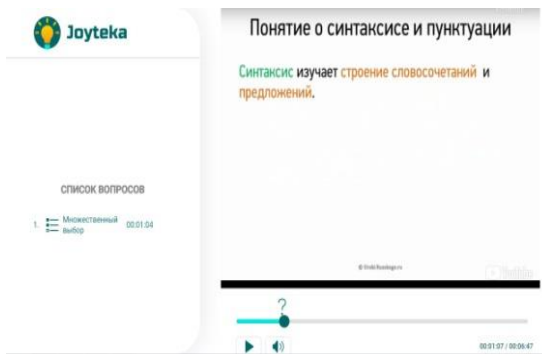 Joyteka
СПИСОК ВОПРОСОВ
1. Множественный выбор 00:01:04
Понятие о синтаксисе и пунктуации
Синтаксис изучает строение словосочетаний и
предложений.
?
00:01:07 / 00:06:47